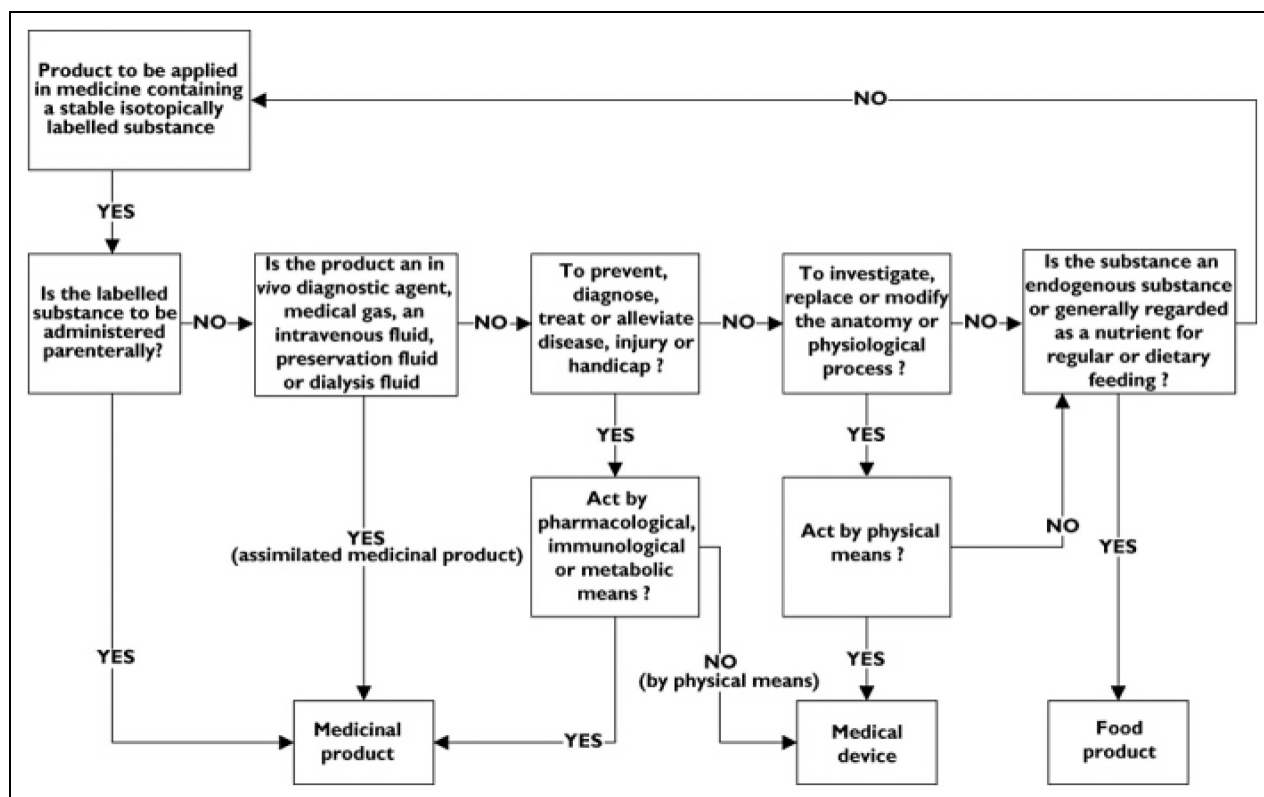 Product to be applied
in medicine containing
a stable isotopically
labelled substance
NO
YES
Is the labelled
substance to be
administered
parenterally?
NO
Is the product an in
vivo diagnostic agent,
medical gas, an
intravenous fluid,
preservation fluid
or dialysis fluid
NO
To prevent,
diagnose,
treat or alleviate
disease, injury or
handicap ?
NO
To investigate,
replace or modify
the anatomy or
physiological
process ?
NO
Is the substance an
endogenous substance
or generally regarded
as a nutrient for
regular or dietary
feeding ?
YES
YES
Act by
pharmacological,
immunological
or metabolic
means ?
Act by physical
means ?
NO
YES
YES
(assimilated medicinal product)
YES
NO
(by physical means)
YES
Medicinal
product
YES
Medical
device
Food
product